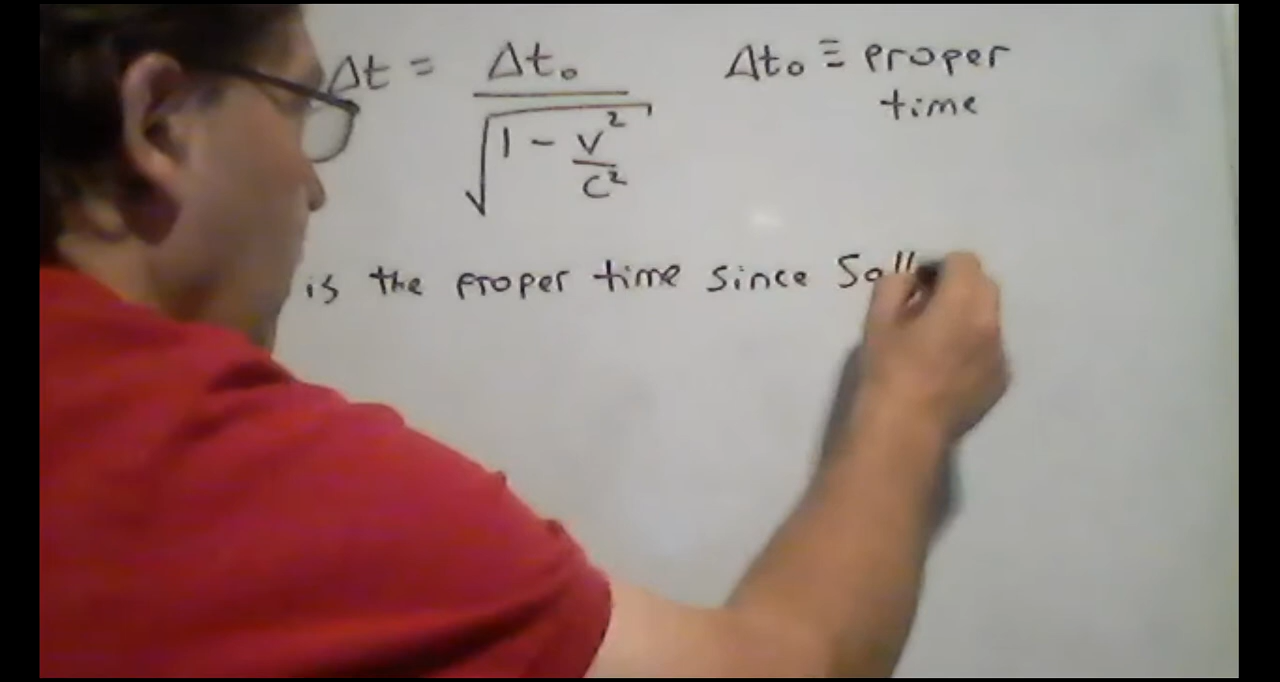 Δt = Δt₀ / √(1 - v²/c²)
Δt₀ ≡ proper
time
is the proper time since Sall